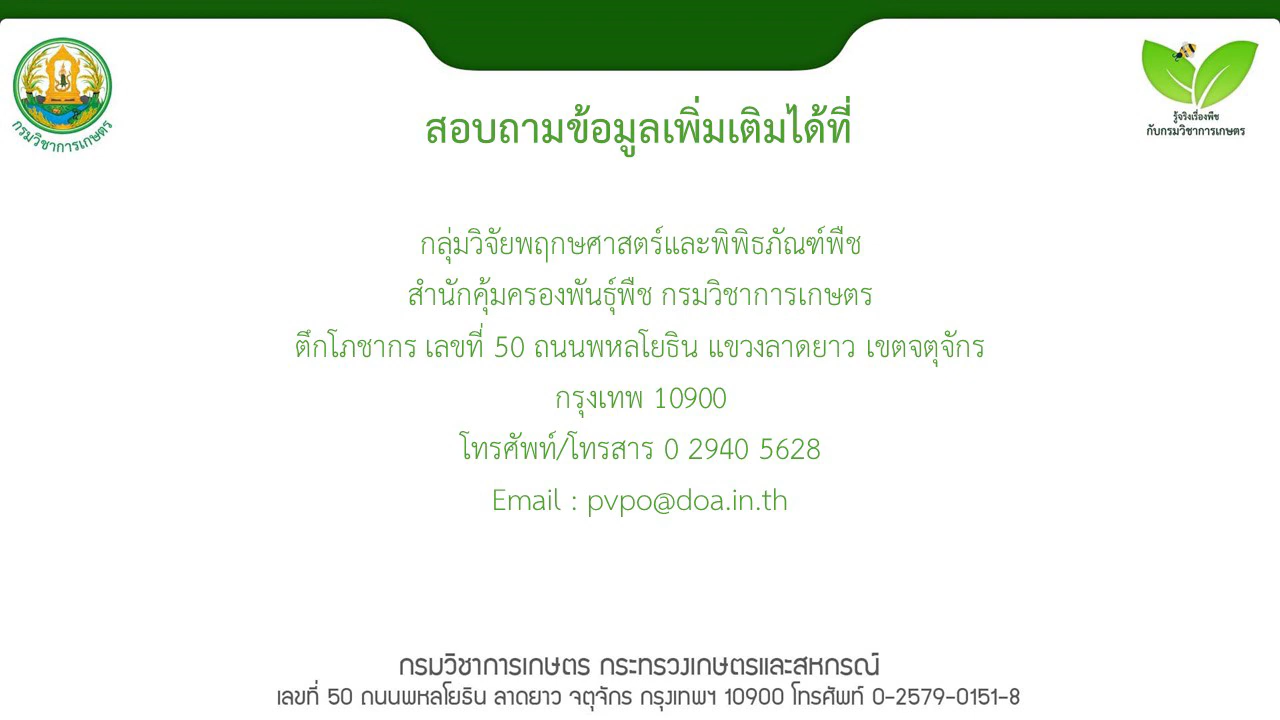 กรมวิชาการเกษตร
รู้จริงเรื่องพืช
กับกรมวิชาการเกษตร
สอบถามข้อมูลเพิ่มเติมได้ที่
กลุ่มวิจัยพฤกษศาสตร์และพิพิธภัณฑ์พืช
สำนักคุ้มครองพันธุ์พืช กรมวิชาการเกษตร
ตึกโภชากร เลขที่ 50 ถนนพหลโยธิน แขวงลาดยาว เขตจตุจักร
กรุงเทพ 10900
โทรศัพท์/โทรสาร 0 2940 5628
Email : pvpo@doa.in.th
กรมวิชาการเกษตร กระทรวงเกษตรและสหกรณ์
เลขที่ 50 ถนนพหลโยธิน ลาดยาว จตุจักร กรุงเทพฯ 10900 โทรศัพท์ 0-2579-0151-8